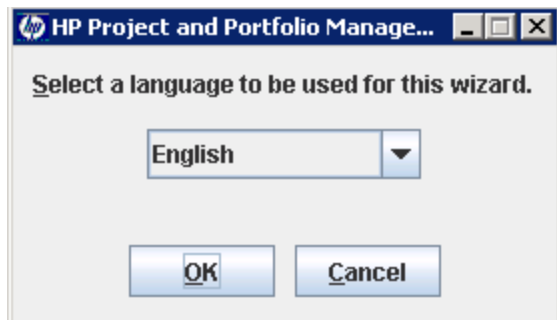 HP Project and Portfolio Manage...
Select a language to be used for this wizard.
English
OK
Cancel